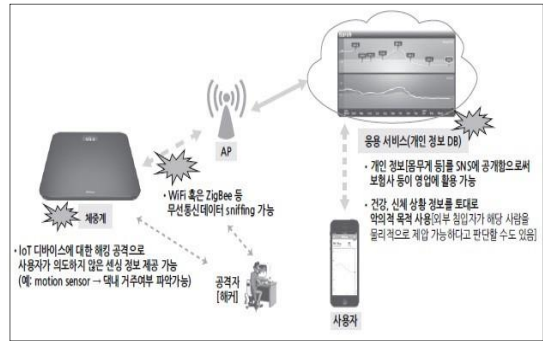 AP
응용 서비스(개인 정보 DB)
• 개인 정보[몸무게 등]를 SNS에 공개함으로써
보험사 등이 영업에 활용 가능
• 건강, 신체 상황 정보를 토대로
악의적 목적 사용[외부 침입자가 해당 사람을
물리적으로 제압 가능하다고 판단할 수도 있음]
• WiFi 혹은 ZigBee 등
무선통신데이터 sniffing 가능
체중계
• IoT 디바이스에 대한 해킹 공격으로
사용자가 의도하지 않은 센싱 정보 제공 가능
(예: motion sensor → 댁내 거주여부 파악가능)
공격자
[해커]
사용자